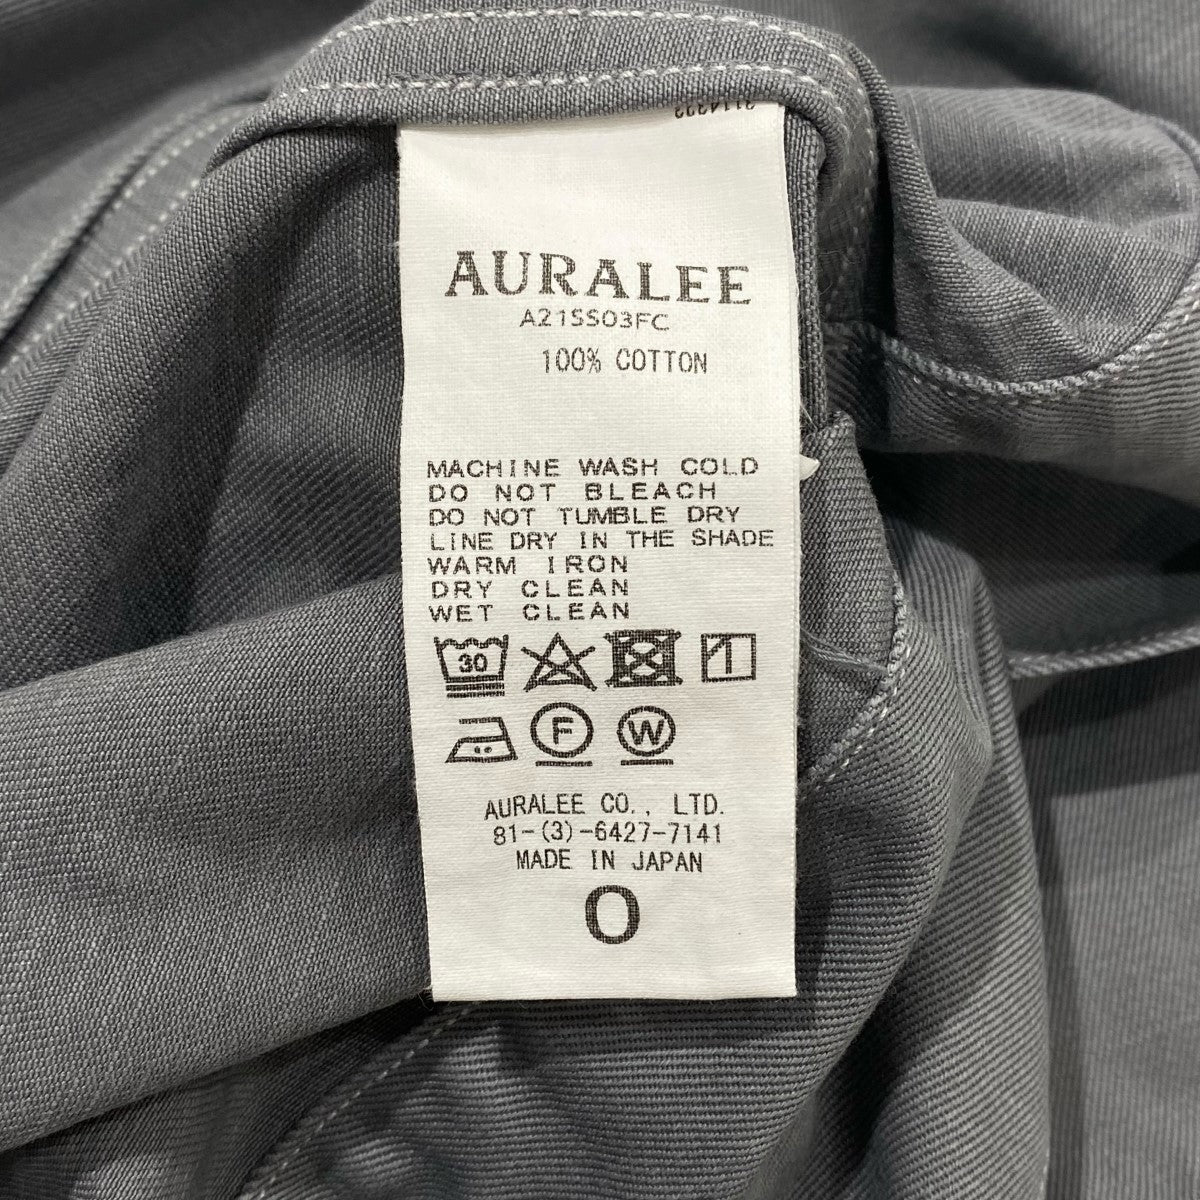 AURALEE
A21SS03FC
100% COTTON
MACHINE WASH COLD
DO NOT BLEACH
DO NOT TUMBLE DRY
LINE DRY IN THE SHADE
WARM IRON
DRY CLEAN
WET CLEAN
30
F W
AURALEE CO., LTD.
81-(3)-6427-7141
MADE IN JAPAN
0